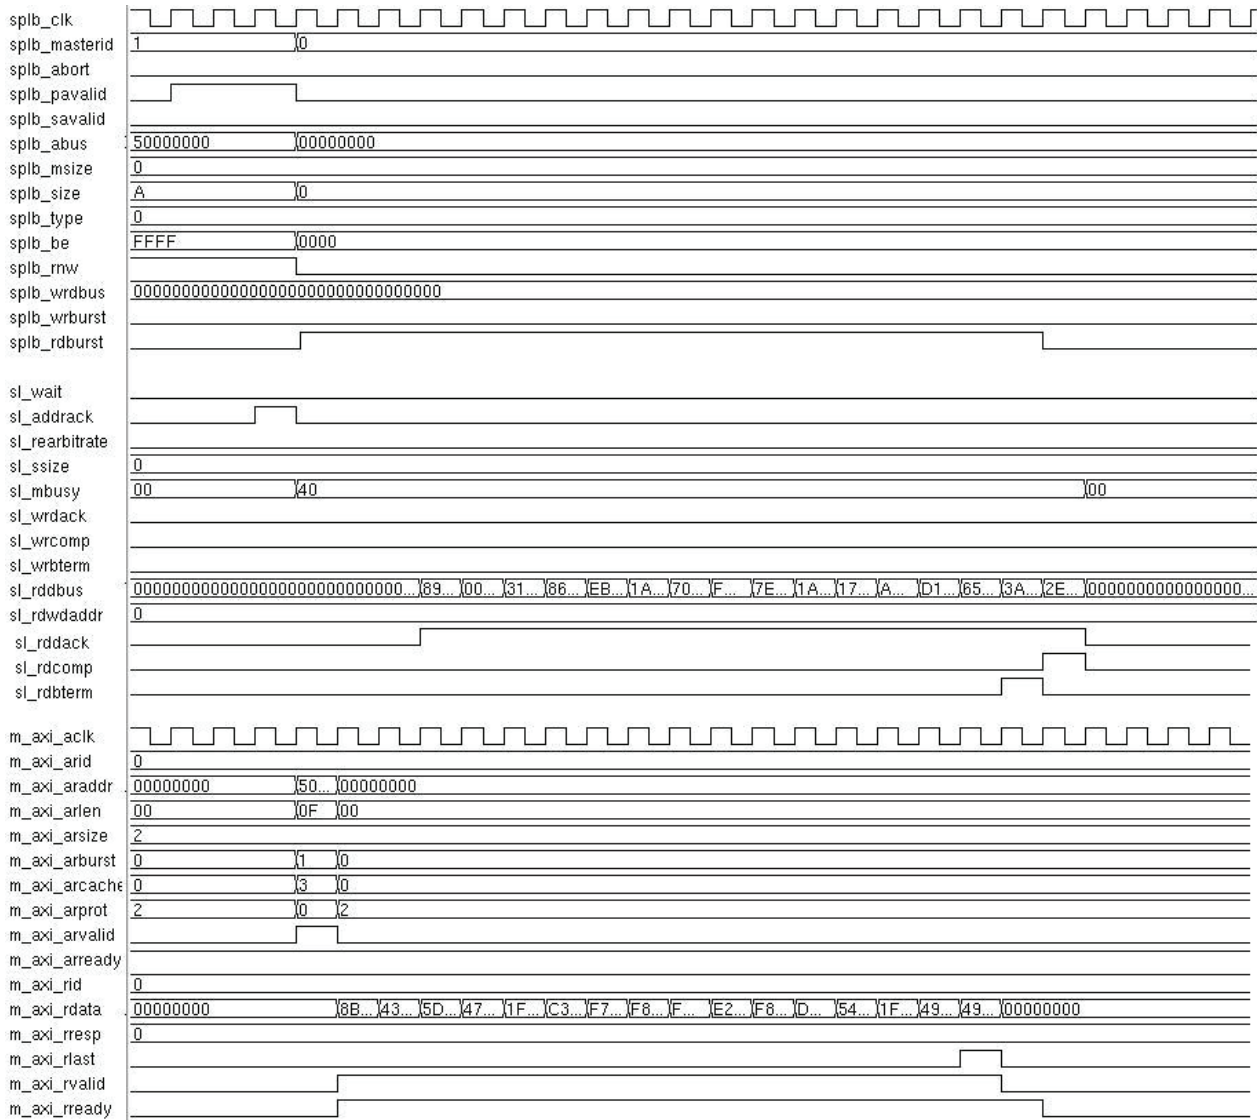 splb_clk
splb_masterid 1 0
splb_abort
splb_pavalid
splb_savalid
splb_abus 50000000 00000000
splb_msize 0
splb_size A 0
splb_type 0
splb_be FFFF 0000
splb_rnw
splb_wrdbus 00000000000000000000000000000000
splb_wrburst
splb_rdburst
sl_wait
sl_addrack
sl_rearbitrate
sl_ssize 0
sl_mbusy 00 40 00
sl_wrdack
sl_wrcomp
sl_wrbterm
sl_rddbus 0000000000000000000000000000... 89... 00... 31... 86... EB... 1A... 70... F... 7E... 1A... 17... A... D1... 65... 3A... 2E... 0000000000000000...
sl_rdwdaddr 0
sl_rddack
sl_rdcomp
sl_rdbterm
m_axi_aclk
m_axi_arid 0
m_axi_araddr 00000000 50... 00000000
m_axi_arlen 00 0F 00
m_axi_arsize 2
m_axi_arburst 0 1 0
m_axi_arcache 0 3 0
m_axi_arprot 2 0 2
m_axi_arvalid
m_axi_arready
m_axi_rid 0
m_axi_rdata 00000000 8B... 43... 5D... 47... 1F... C3... F7... F8... F... E2... F8... D... 54... 1F... 49... 49... 00000000
m_axi_rresp 0
m_axi_rlast
m_axi_rvalid
m_axi_rready